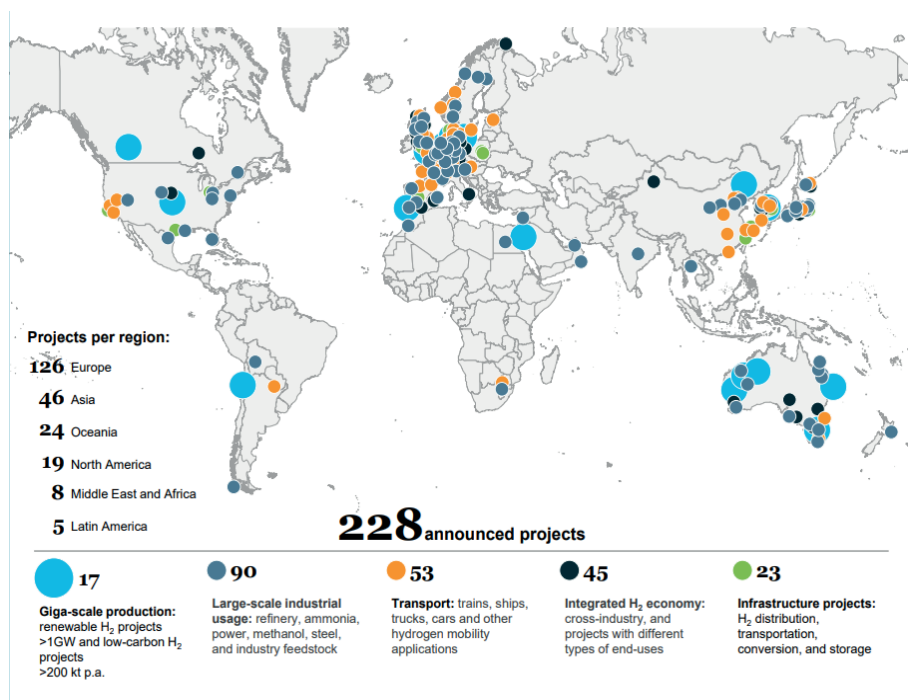 Projects per region:
126 Europe
46 Asia
24 Oceania
19 North America
8 Middle East and Africa
5 Latin America
228 announced projects
17
Giga-scale production:
renewable H₂ projects
>1GW and low-carbon H₂
projects
>200 kt p.a.
90
Large-scale industrial
usage: refinery, ammonia,
power, methanol, steel,
and industry feedstock
53
Transport: trains, ships,
trucks, cars and other
hydrogen mobility
applications
45
Integrated H₂ economy:
cross-industry, and
projects with different
types of end-uses
23
Infrastructure projects:
H₂ distribution,
transportation,
conversion, and storage